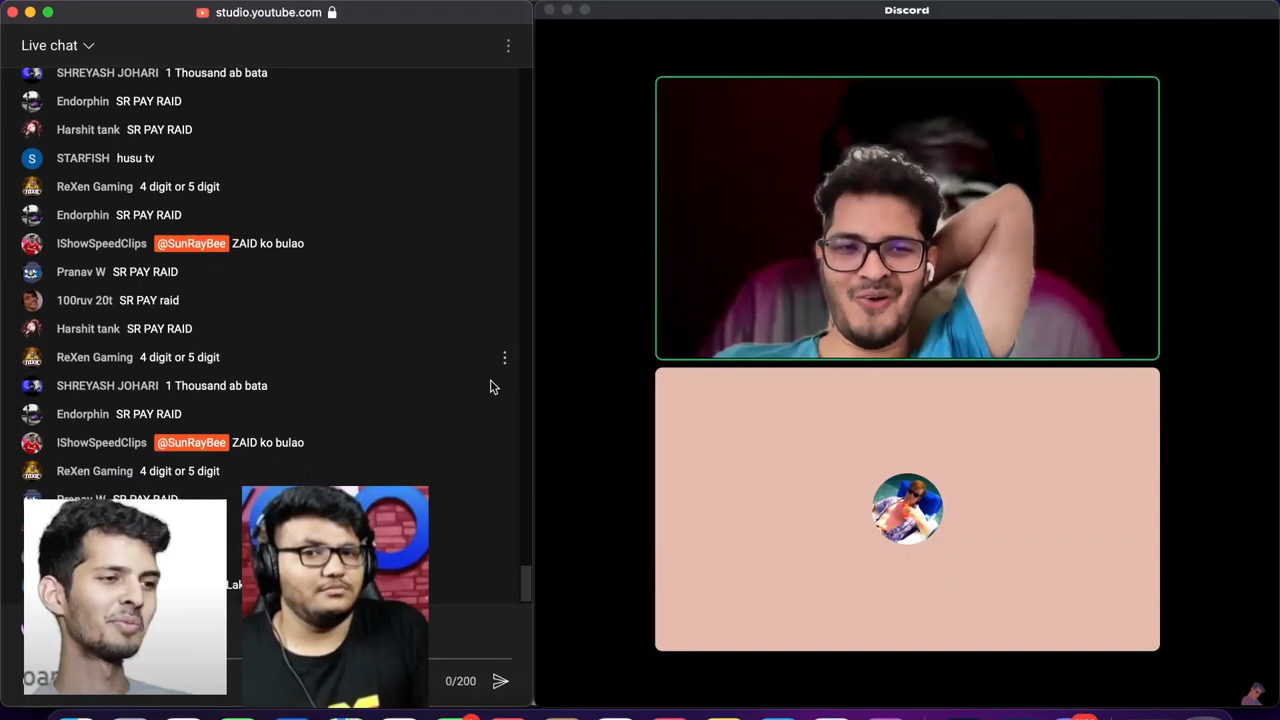 studio.youtube.com
Discord
Live chat
SHREYASH JOHARI 1 Thousand ab bata
Endorphin SR PAY RAID
Harshit tank SR PAY RAID
S STARFISH husu tv
ReXen Gaming 4 digit or 5 digit
Endorphin SR PAY RAID
IShowSpeedClips @SunRayBee ZAID ko bulao
Pranav W SR PAY RAID
100ruv 20t SR PAY raid
Harshit tank SR PAY RAID
ReXen Gaming 4 digit or 5 digit
SHREYASH JOHARI 1 Thousand ab bata
Endorphin SR PAY RAID
IShowSpeedClips @SunRayBee ZAID ko bulao
ReXen Gaming 4 digit or 5 digit
Pranav W SR PAY RAID
0/200